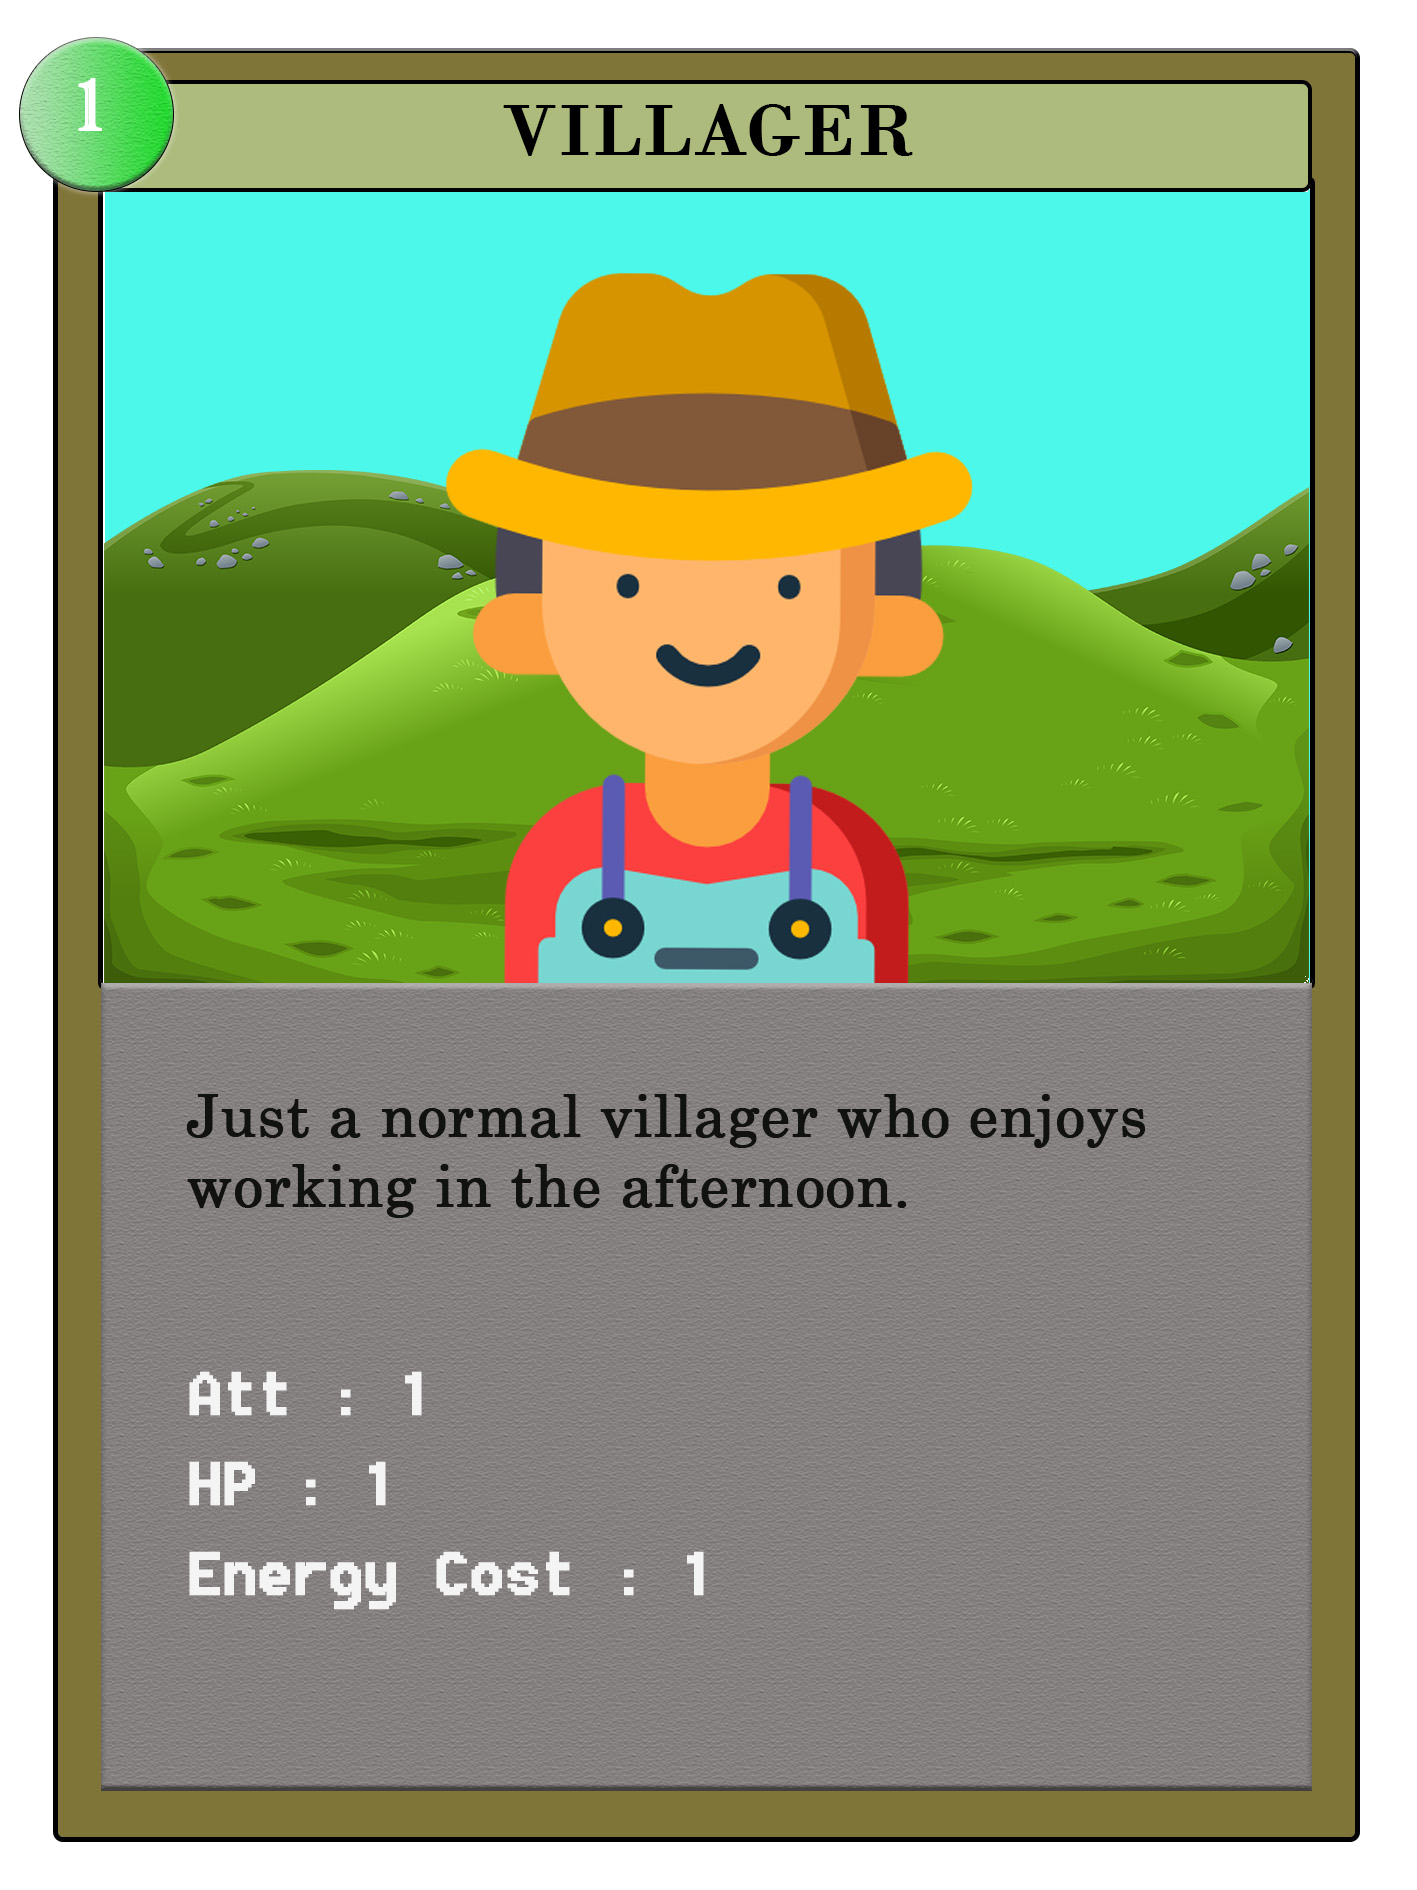 1
VILLAGER
Just a normal villager who enjoys
working in the afternoon.
Att : 1
HP : 1
Energy Cost : 1